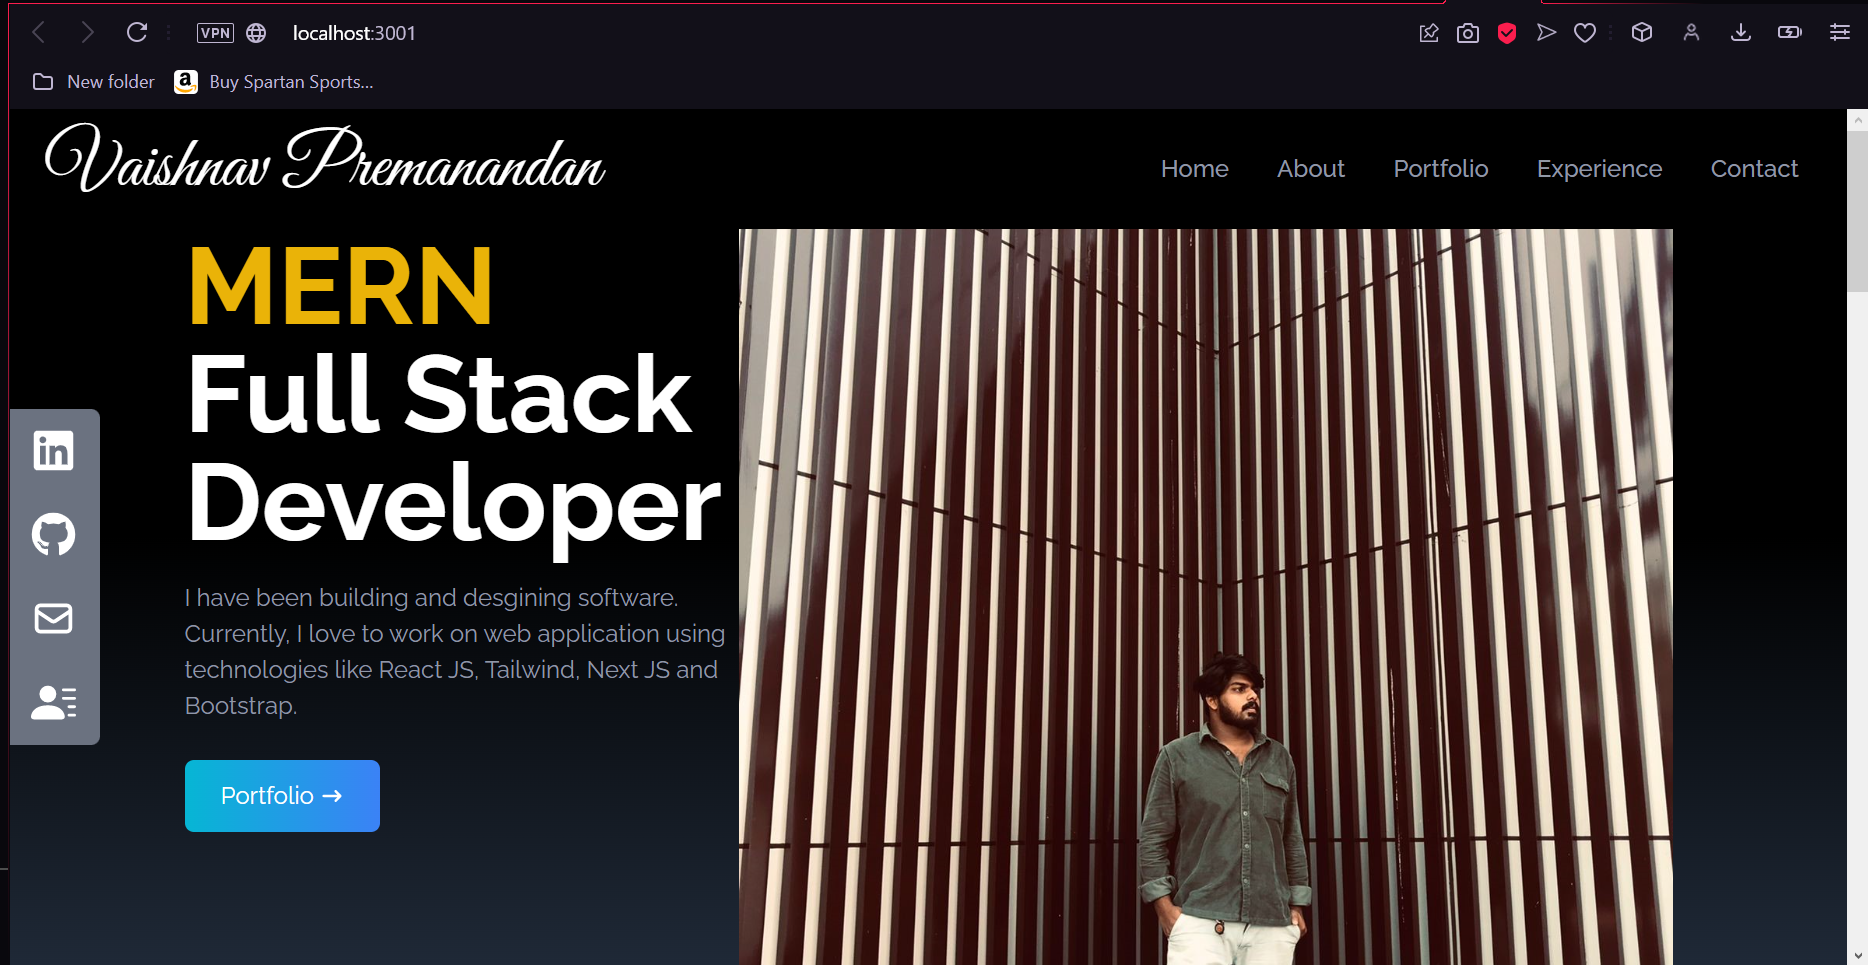 VPN
localhost:3001
New folder
Buy Spartan Sports...
Vaishnav Premanandan
Home
About
Portfolio
Experience
Contact
MERN
Full Stack
Developer
I have been building and desgining software.
Currently, I love to work on web application using
technologies like React JS, Tailwind, Next JS and
Bootstrap.
Portfolio →